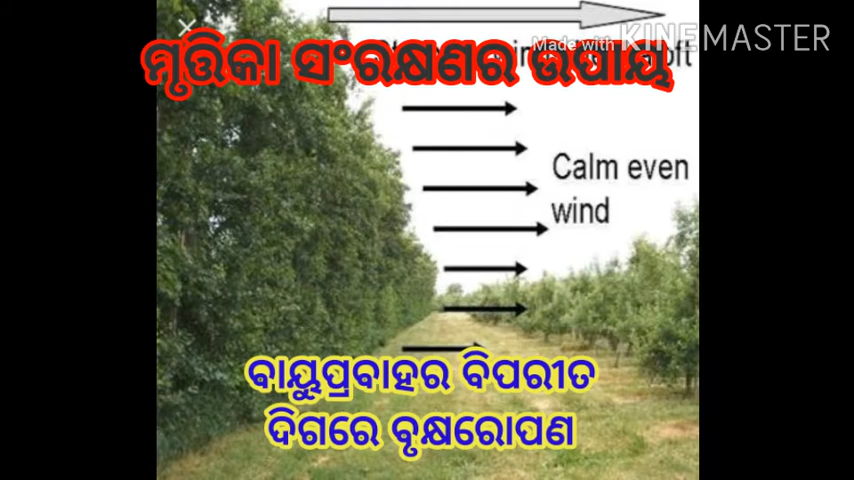 Made with KINEMASTER
ମୃତ୍ତିକା ସଂରକ୍ଷଣର ଉପାୟ
Calm even
wind
ବାୟୁପ୍ରବାହର ବିପରୀତ
ଦିଗରେ ବୃକ୍ଷରୋପଣ